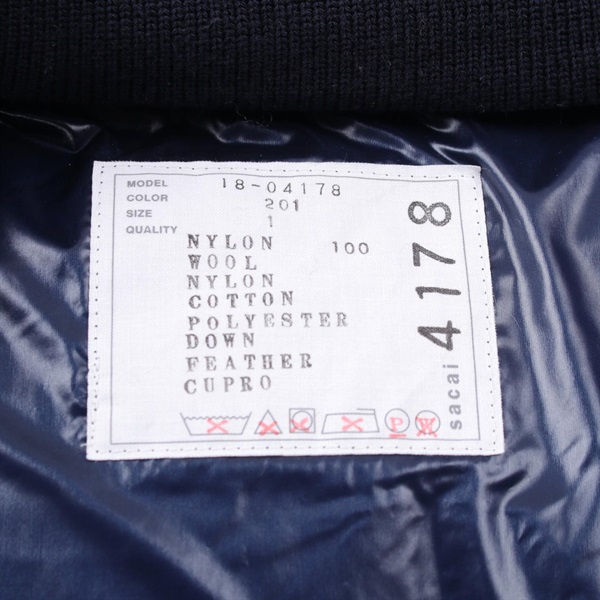 MODEL 18-04178
COLOR 201
SIZE 1
QUALITY
NYLON 100
WOOL
NYLON
COTTON
POLYESTER
DOWN
FEATHER
CUPRO
P W
sacai 4178